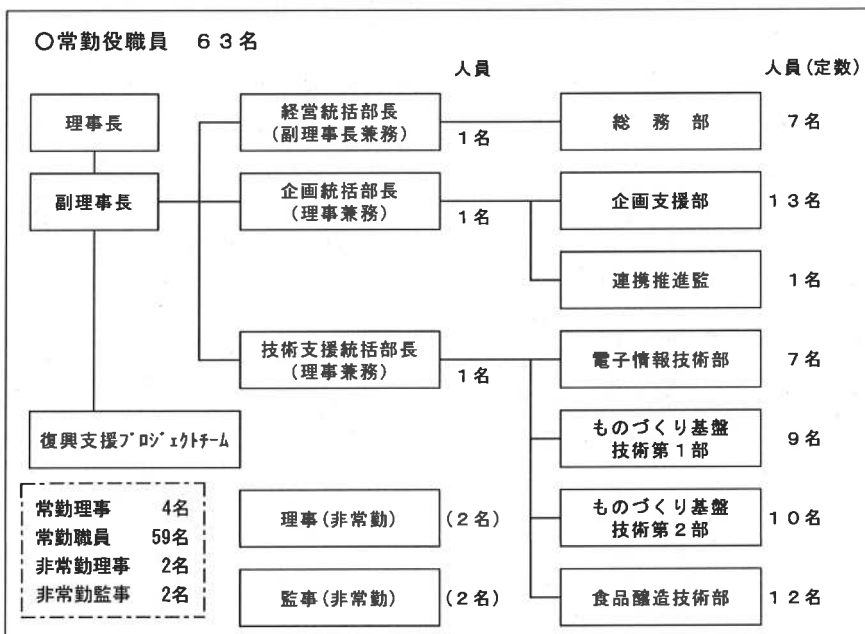 ○常勤役職員　６３名
人員
人員(定数)
理事長
副理事長
復興支援ﾌﾟﾛｼﾞｪｸﾄﾁｰﾑ
経営統括部長
(副理事長兼務)
1名
総　務　部
7名
企画統括部長
(理事兼務)
1名
企画支援部
１３名
連携推進監
1名
技術支援統括部長
(理事兼務)
1名
電子情報技術部
7名
ものづくり基盤
技術第１部
9名
ものづくり基盤
技術第２部
１０名
食品醸造技術部
１２名
理事(非常勤)
(２名)
監事(非常勤)
(２名)
常勤理事　4名
常勤職員　59名
非常勤理事　2名
非常勤監事　2名